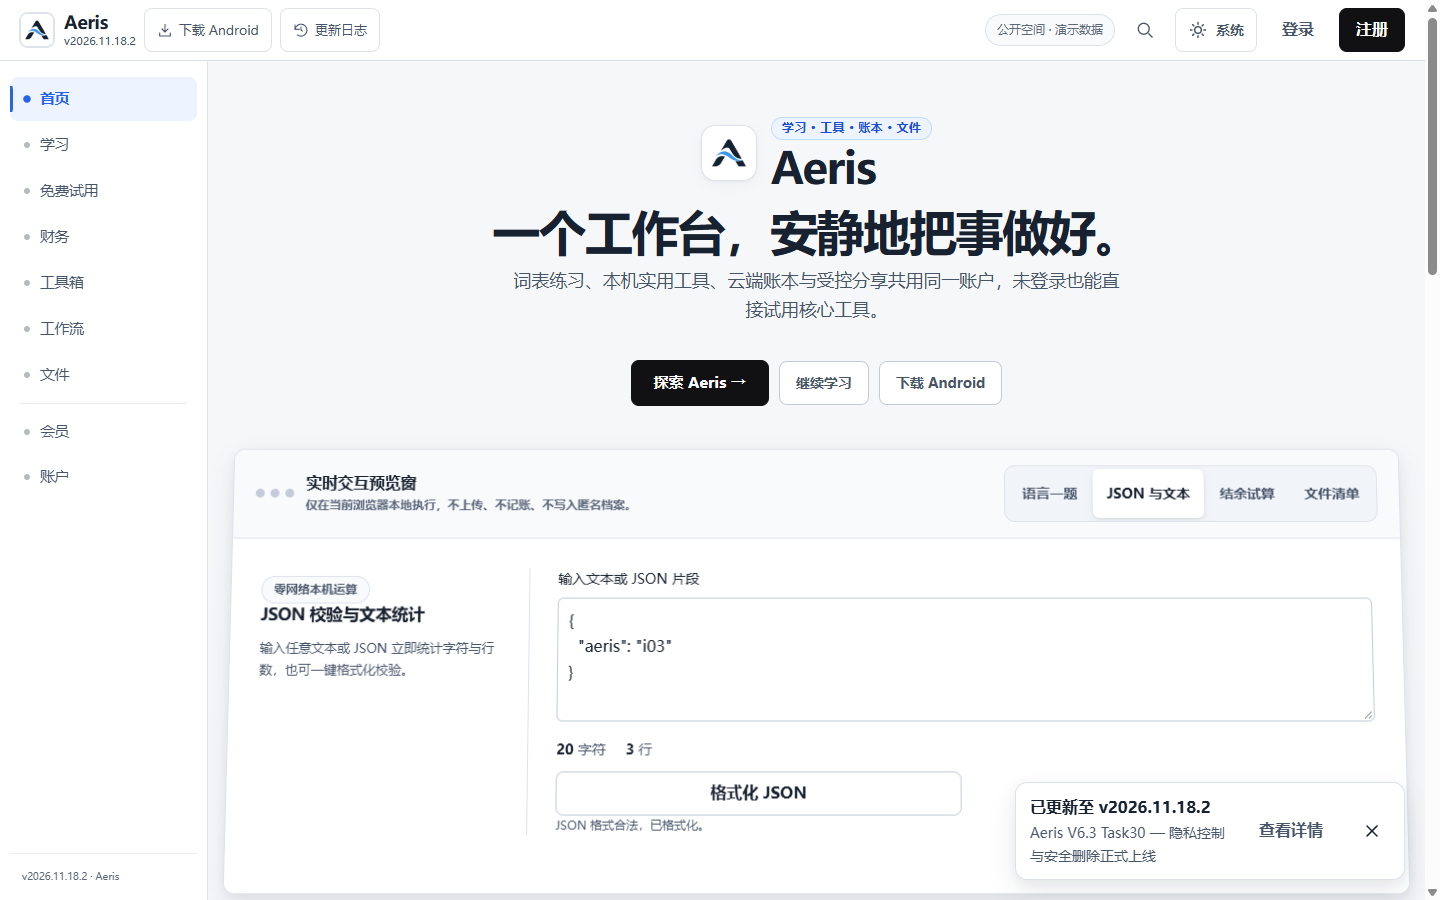 Aeris
v2026.11.18.2
下载 Android
更新日志
公开空间 · 演示数据
系统
登录
注册
首页
学习
免费试用
财务
工具箱
工作流
文件
会员
账户
v2026.11.18.2 · Aeris
学习 • 工具 • 账本 • 文件
Aeris
一个工作台，安静地把事做好。
词表练习、本机实用工具、云端账本与受控分享共用同一账户，未登录也能直
接试用核心工具。
探索 Aeris →
继续学习
下载 Android
实时交互预览窗
仅在当前浏览器本地执行，不上传、不记账、不写入匿名档案。
语言一题
JSON 与文本
结余试算
文件清单
零网络本机运算
JSON 校验与文本统计
输入任意文本或 JSON 立即统计字符与行
数，也可一键格式化校验。
输入文本或 JSON 片段
{
"aeris": "i03"
}
20 字符 3 行
格式化 JSON
JSON 格式合法，已格式化。
已更新至 v2026.11.18.2
Aeris V6.3 Task30 — 隐私控制
与安全删除正式上线
查看详情